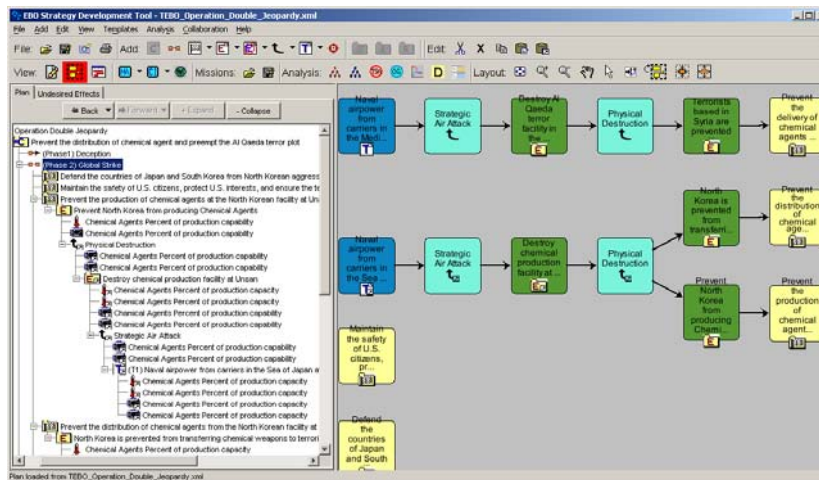 EBO Strategy Development Tool - TEBO_Operation_Double_Jeopardy.xml
File Add Edit View Templates Analysis Collaboration Help
File: Add: Edit:
View: Missions: Analysis: Layout:
Plan Undesired Effects
Back Forward + Expand - Collapse
Operation Double Jeopardy
Prevent the distribution of chemical agent and preempt the Al Qaeda terror plot
(Phase1) Deception
(Phase 2) Global Strike
Defend the countries of Japan and South Korea from North Korean aggress
Maintain the safety of U.S. citizens, protect U.S. interests, and ensure the
Prevent the production of chemical agents at the North Korean facility at Uns
Prevent North Korea from producing Chemical Agents
Chemical Agents Percent of production capability
Chemical Agents Percent of production capability
Physical Destruction
Chemical Agents Percent of production capability
Destroy chemical production facility at Unsan
Chemical Agents Percent of production capacity
Chemical Agents Percent of production capacity
Chemical Agents Percent of production capability
Chemical Agents Percent of production capability
Strategic Air Attack
Chemical Agents Percent of production capability
Chemical Agents Percent of production capability
(T1) Naval airpower from carriers in the Sea of Japan a
Chemical Agents Percent of production capacity
Chemical Agents Percent of production capability
Chemical Agents Percent of production capacity
Chemical Agents Percent of production capacity
Prevent the distribution of chemical agents from the North Korean facility at
North Korea is prevented from transferring chemical weapons to terrori
Chemical Agents Percent of production capacity
Plan loaded from TEBO_Operation_Double_Jeopardy.xml
Naval
airpower
from
carriers in
the Medi...
T
Strategic
Air Attack
Destroy Al
Qaeda
terror
facility in
the ...
E
Physical
Destruction
Terrorists
based in
Syria are
prevented
...
E
Prevent
the
delivery of
chemical
agents ...
Naval
airpower
from
carriers in
the Sea ...
Strategic
Air Attack
Destroy
chemical
production
facility at ...
Physical
Destruction
North
Korea is
prevented
from
transferri...
E
Prevent
the
distribution
of chemical
age...
Prevent
North
Korea
from
producing
Chemi...
E
Prevent
the
production
of chemical
agent...
Maintain
the safety
of U.S.
citizens,
pr...
Defend
the
countries
of Japan
and South